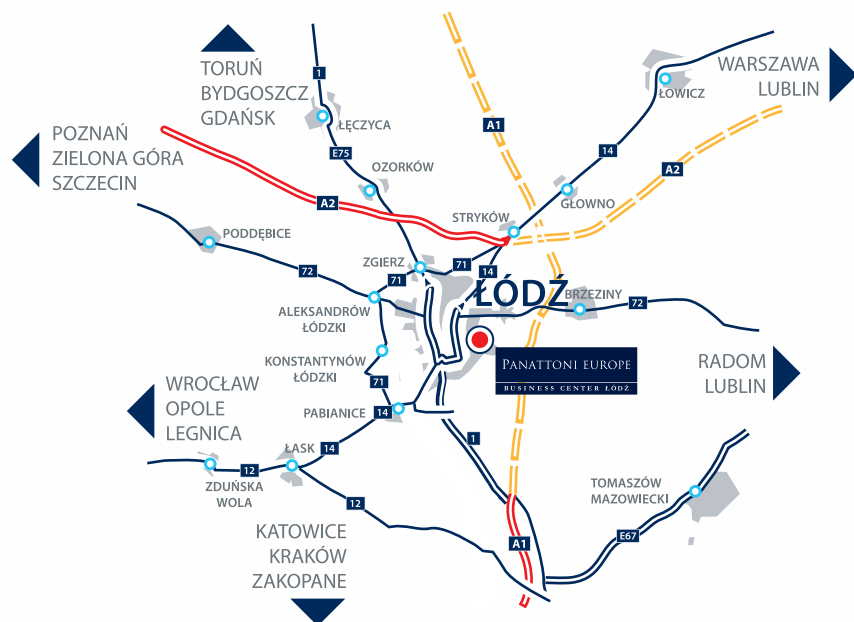 TORUŃ
BYDGOSZCZ
GDAŃSK
1
A1
WARSZAWA
LUBLIN
ŁOWICZ
POZNAŃ
ZIELONA GÓRA
SZCZECIN
ŁĘCZYCA
E75
14
OZORKÓW
A2
A2
GŁOWNO
STRYKÓW
PODDĘBICE
ZGIERZ
71
72
71
14
ŁÓDŹ
BRZEZINY
72
ALEKSANDRÓW
ŁÓDZKI
KONSTANTYNÓW
ŁÓDZKI
PANATTONI EUROPE
BUSINESS CENTER ŁÓDŹ
RADOM
LUBLIN
71
WROCŁAW
OPOLE
LEGNICA
PABIANICE
14
1
ŁASK
14
12
ZDUŃSKA
WOLA
TOMASZÓW
MAZOWIECKI
12
KATOWICE
KRAKÓW
ZAKOPANE
A1
E67